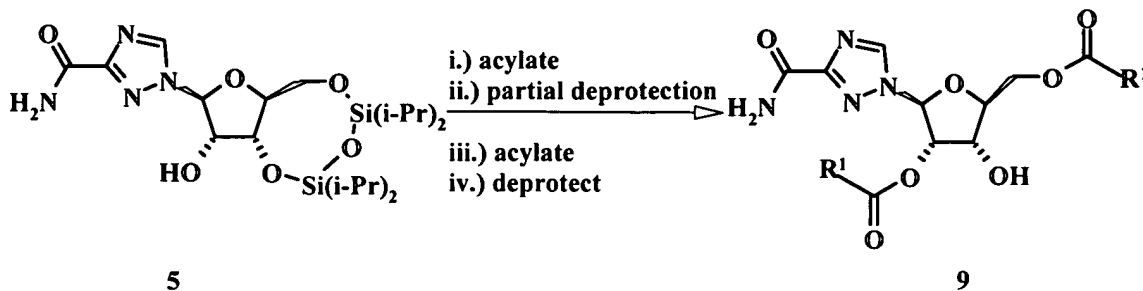 O
N
H₂N
N
N
O
O
Si(i-Pr)₂
O
HO
O
Si(i-Pr)₂
5
i.) acylate
ii.) partial deprotection
iii.) acylate
iv.) deprotect
O
N
H₂N
N
N
O
O
O
R¹
O
OH
O
9